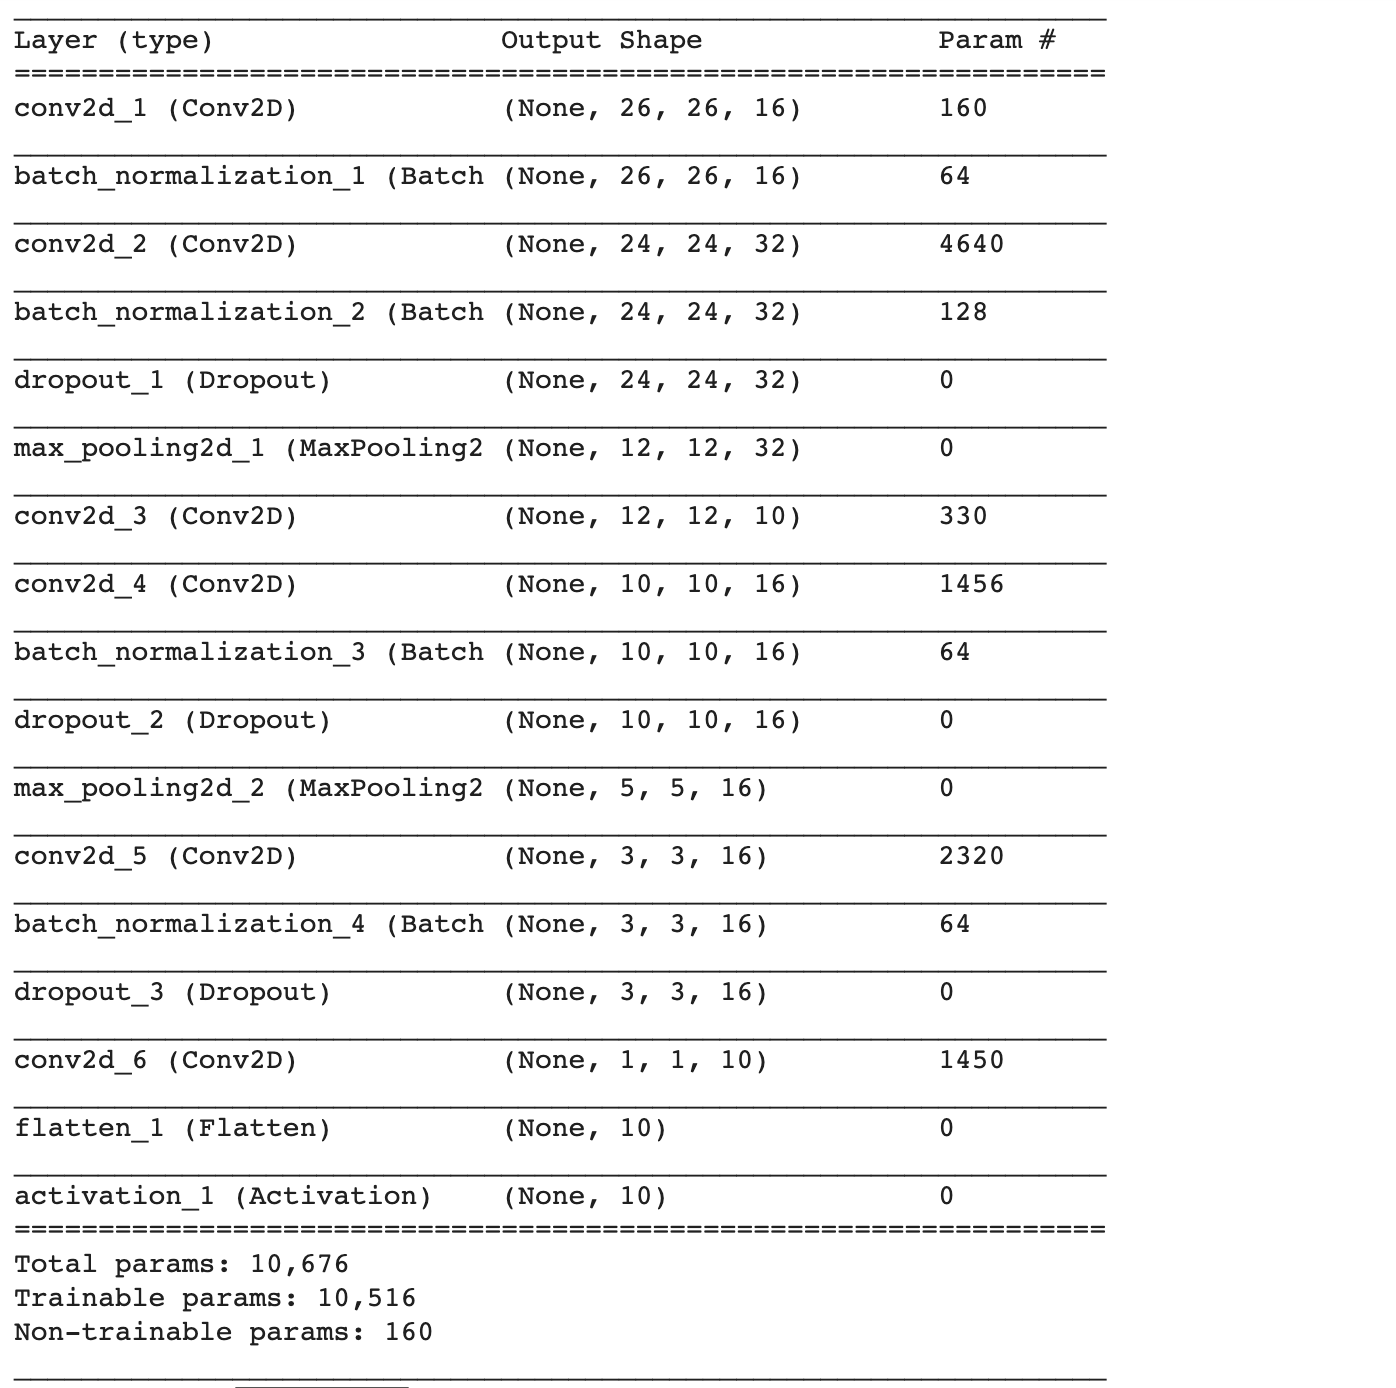 Layer (type) Output Shape Param #
=================================================================
conv2d_1 (Conv2D) (None, 26, 26, 16) 160
batch_normalization_1 (Batch (None, 26, 26, 16) 64
conv2d_2 (Conv2D) (None, 24, 24, 32) 4640
batch_normalization_2 (Batch (None, 24, 24, 32) 128
dropout_1 (Dropout) (None, 24, 24, 32) 0
max_pooling2d_1 (MaxPooling2 (None, 12, 12, 32) 0
conv2d_3 (Conv2D) (None, 12, 12, 10) 330
conv2d_4 (Conv2D) (None, 10, 10, 16) 1456
batch_normalization_3 (Batch (None, 10, 10, 16) 64
dropout_2 (Dropout) (None, 10, 10, 16) 0
max_pooling2d_2 (MaxPooling2 (None, 5, 5, 16) 0
conv2d_5 (Conv2D) (None, 3, 3, 16) 2320
batch_normalization_4 (Batch (None, 3, 3, 16) 64
dropout_3 (Dropout) (None, 3, 3, 16) 0
conv2d_6 (Conv2D) (None, 1, 1, 10) 1450
flatten_1 (Flatten) (None, 10) 0
activation_1 (Activation) (None, 10) 0
=================================================================
Total params: 10,676
Trainable params: 10,516
Non-trainable params: 160